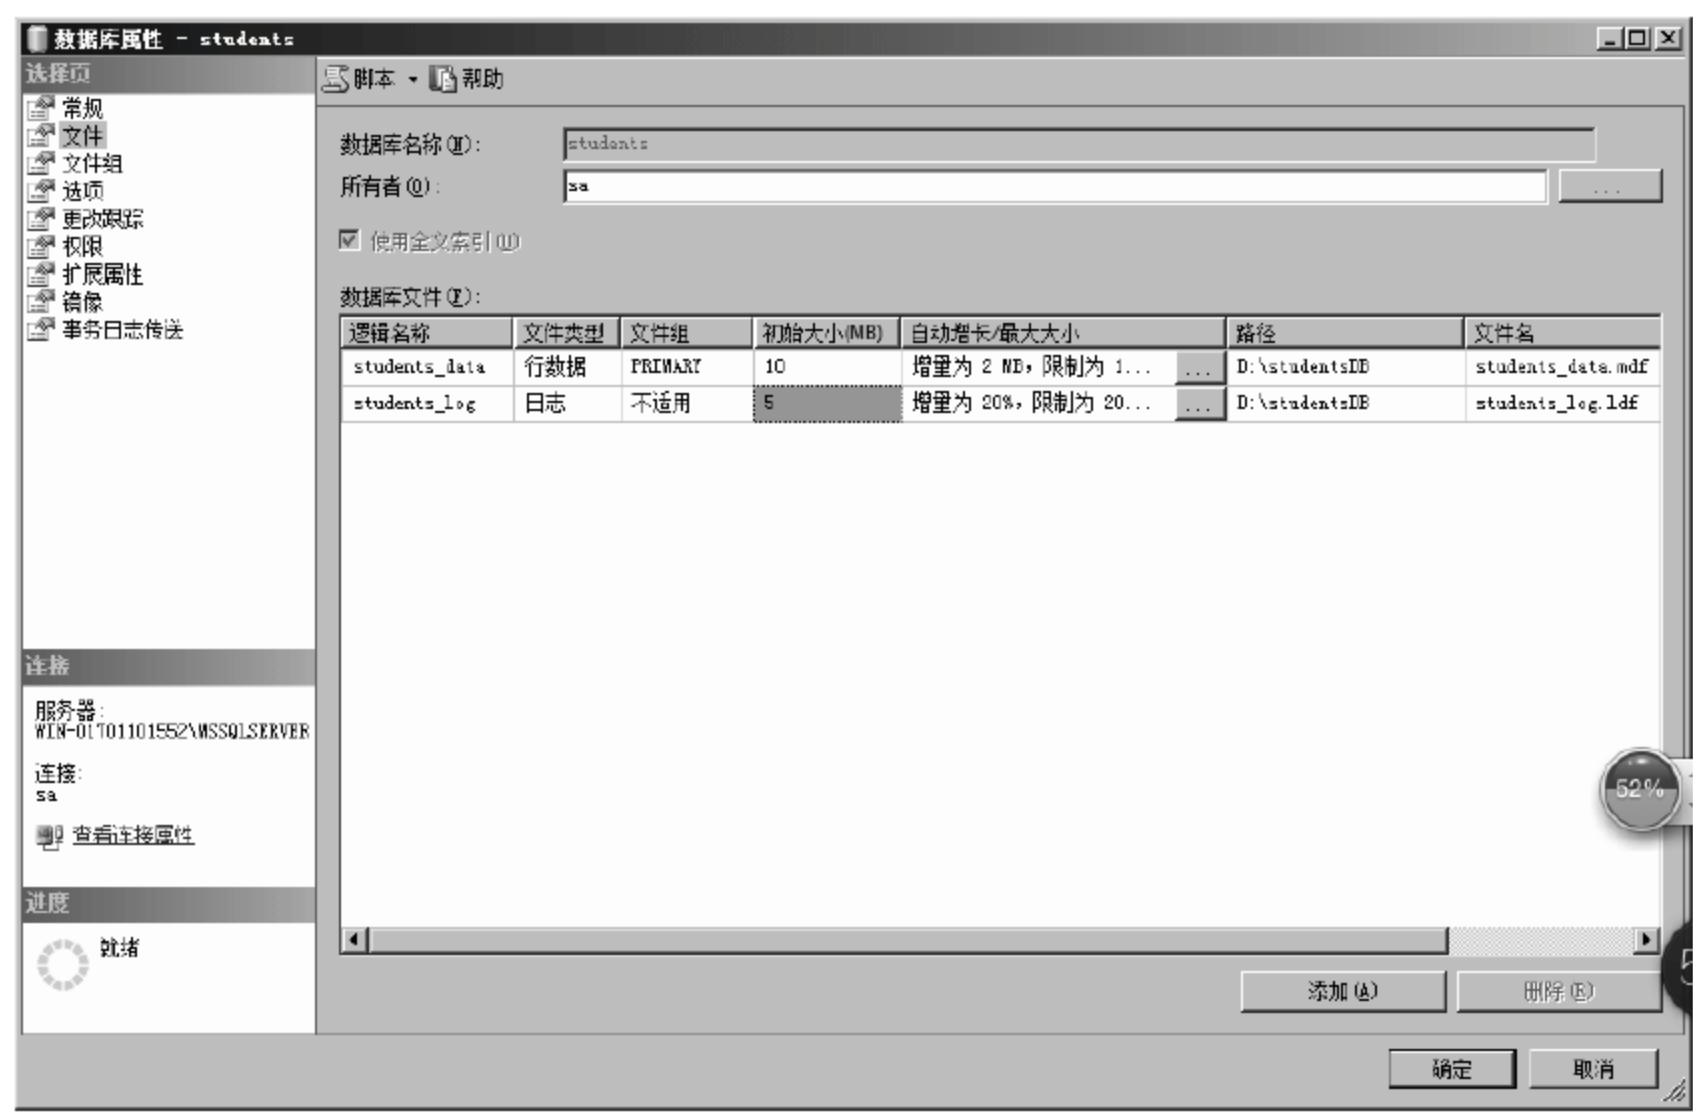 数据库属性 - students
选择页
常规
文件
文件组
选项
更改跟踪
权限
扩展属性
镜像
事务日志传送
脚本 帮助
数据库名称(N):
students
所有者(O):
sa
...
使用全文索引(U)
数据库文件(F):
逻辑名称 文件类型 文件组 初始大小(MB) 自动增长/最大大小 路径 文件名
students_data 行数据 PRIMARY 10 增量为 2 MB，限制为 1... ... D:\studentsDB students_data.mdf
students_log 日志 不适用 5 增量为 20%，限制为 20... ... D:\studentsDB students_log.ldf
连接
服务器:
连接:
sa
查看连接属性
进度
就绪
52%
添加(A) 删除(R)
确定 取消